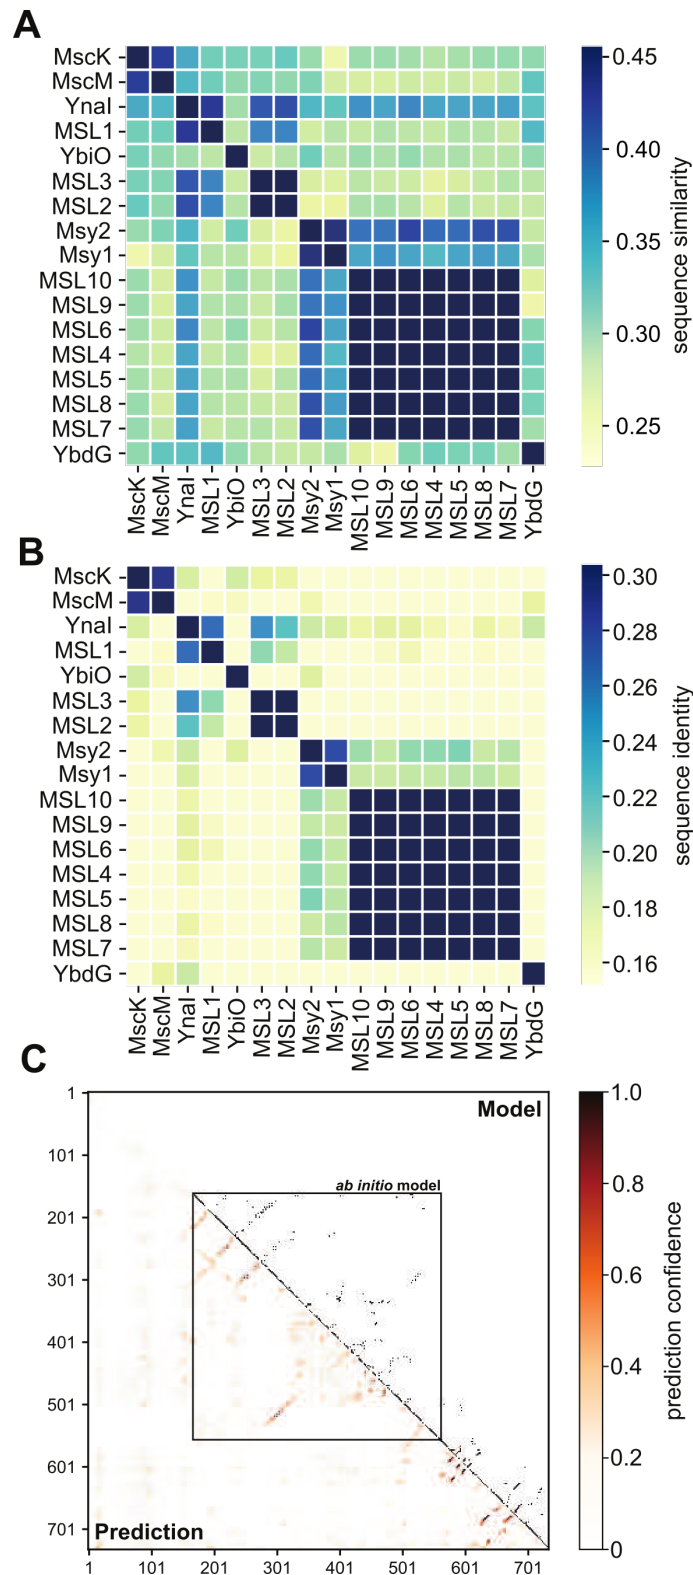 A
MscK
MscM
YnaI
MSL1
YbiO
MSL3
MSL2
Msy2
Msy1
MSL10
MSL9
MSL6
MSL4
MSL5
MSL8
MSL7
YbdG
MscK
MscM
YnaI
MSL1
YbiO
MSL3
MSL2
Msy2
Msy1
MSL10
MSL9
MSL6
MSL4
MSL5
MSL8
MSL7
YbdG
0.45
0.40
0.35
0.30
0.25
sequence similarity
B
MscK
MscM
YnaI
MSL1
YbiO
MSL3
MSL2
Msy2
Msy1
MSL10
MSL9
MSL6
MSL4
MSL5
MSL8
MSL7
YbdG
MscK
MscM
YnaI
MSL1
YbiO
MSL3
MSL2
Msy2
Msy1
MSL10
MSL9
MSL6
MSL4
MSL5
MSL8
MSL7
YbdG
0.30
0.28
0.26
0.24
0.22
0.20
0.18
0.16
sequence identity
C
1
101
201
301
401
501
601
701
Model
ab initio model
Prediction
1
101
201
301
401
501
601
701
1.0
0.8
0.6
0.4
0.2
0
prediction confidence